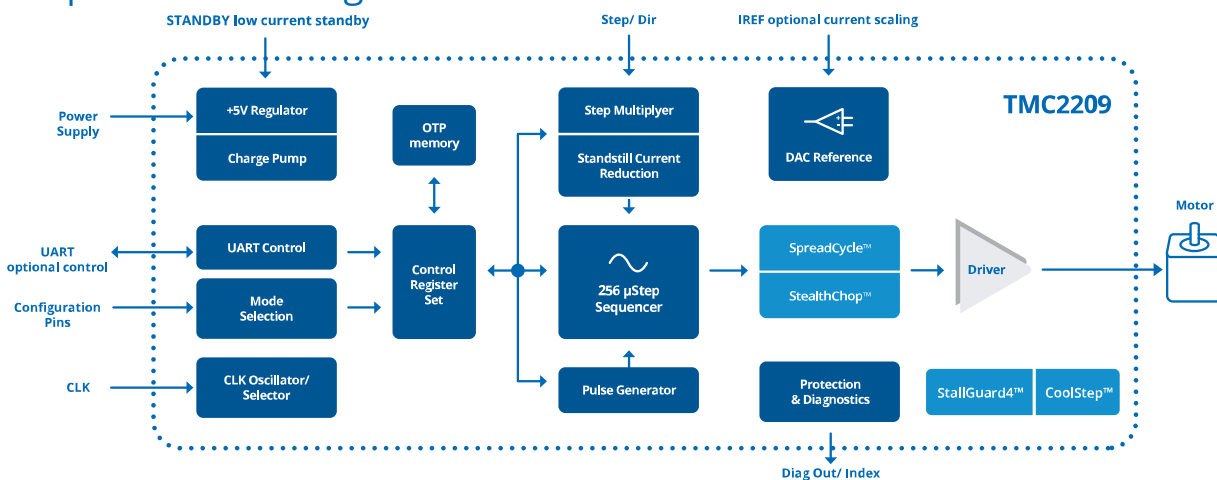 STANDBY low current standby
Step/ Dir
IREF optional current scaling
TMC2209
Power
Supply
+5V Regulator
Charge Pump
OTP
memory
Step Multiplyer
Standstill Current
Reduction
DAC Reference
Motor
UART
optional control
UART Control
Control
Register
Set
256 µStep
Sequencer
SpreadCycle™
StealthChop™
Driver
Configuration
Pins
Mode
Selection
CLK
CLK Oscillator/
Selector
Pulse Generator
Protection
& Diagnostics
StallGuard4™
CoolStep™
Diag Out/ Index